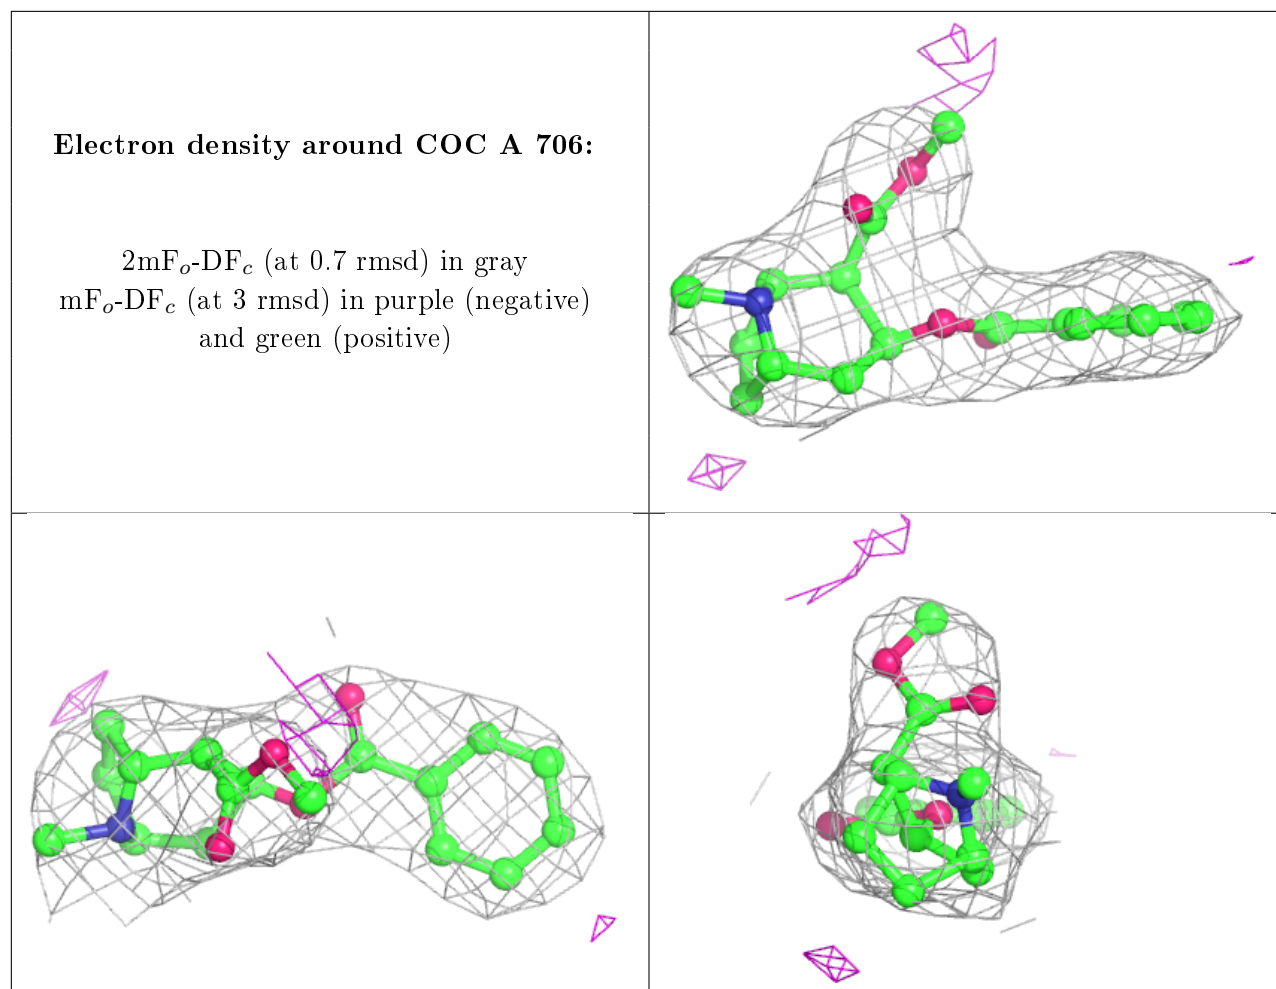 Electron density around COC A 706:
2mFo-DFc (at 0.7 rmsd) in gray
mFo-DFc (at 3 rmsd) in purple (negative)
and green (positive)